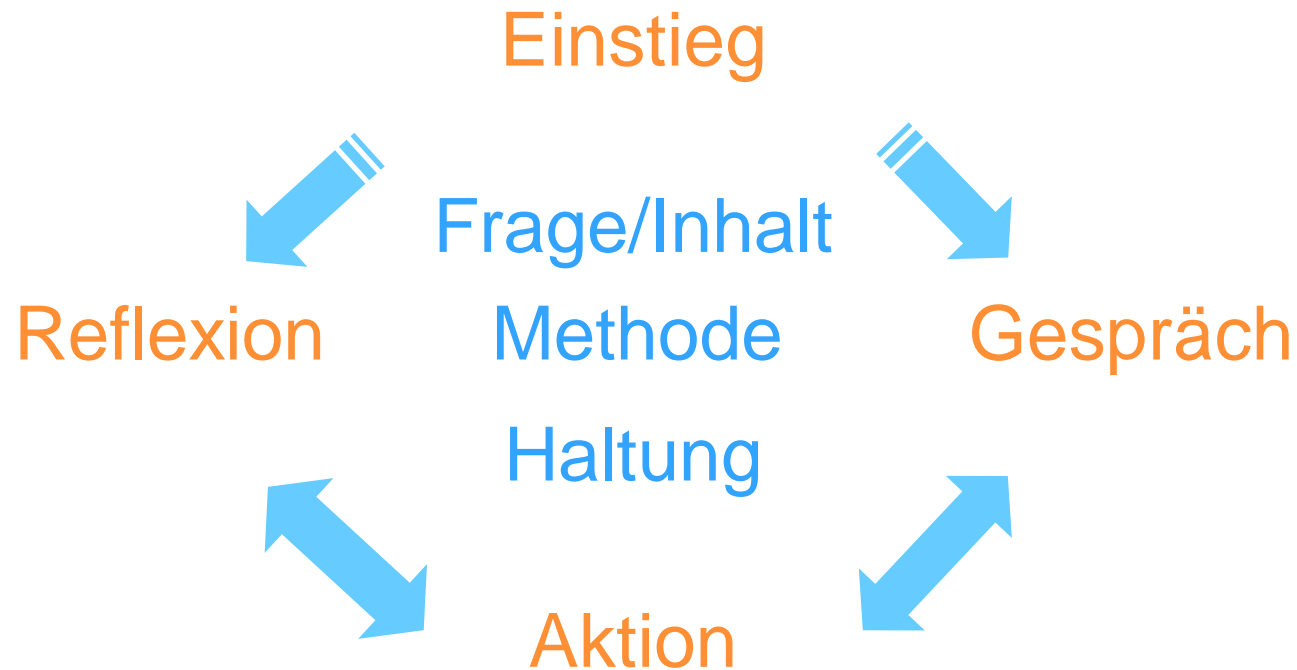 Einstieg
Frage/Inhalt
Reflexion Methode Gespräch
Haltung
Aktion